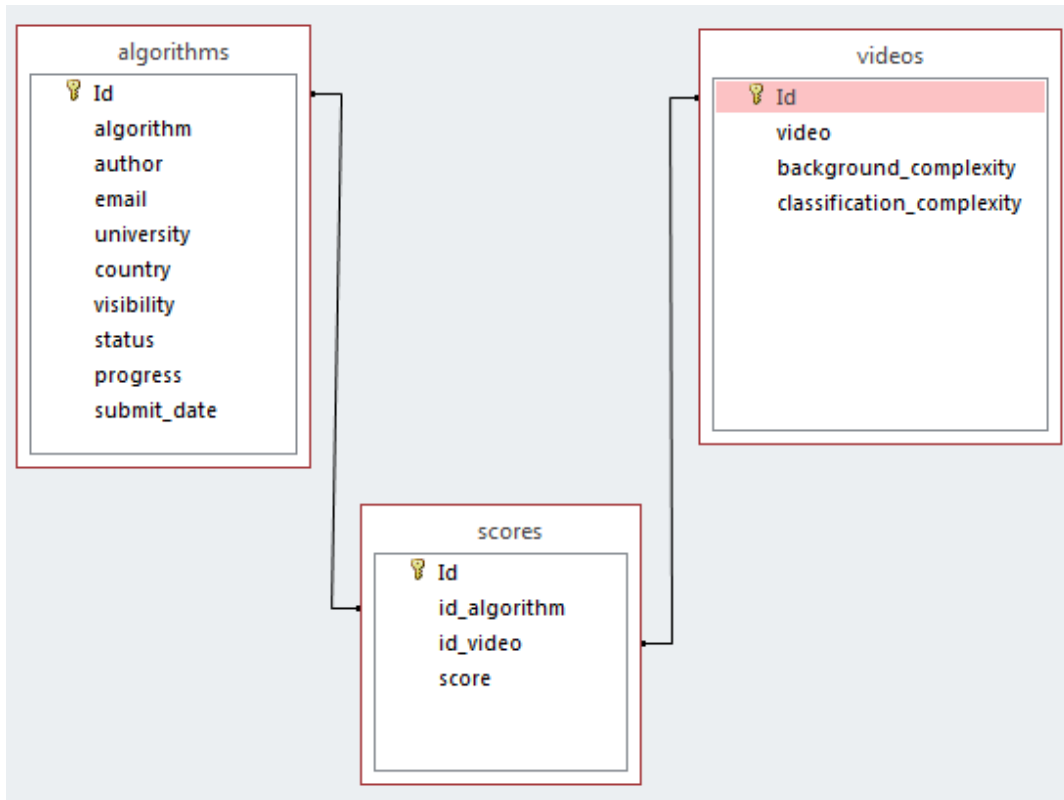 algorithms
Id
algorithm
author
email
university
country
visibility
status
progress
submit_date
videos
Id
video
background_complexity
classification_complexity
scores
Id
id_algorithm
id_video
score